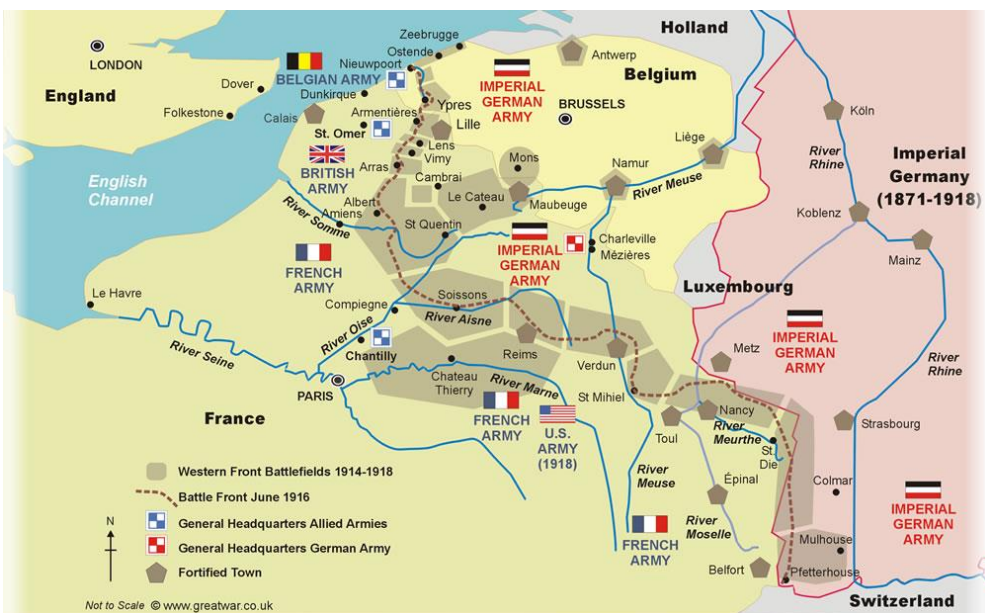 Holland
Zeebrugge
Ostende
Nieuwpoort
Antwerp
LONDON
BELGIAN ARMY
IMPERIAL
GERMAN
ARMY
Belgium
England
Dover
Dunkirque
Ypres
BRUSSELS
Köln
Folkestone
Calais
Armentières
Lille
St. Omer
Liège
River
Rhine
Imperial
Germany
(1871-1918)
BRITISH
ARMY
Lens
Vimy
Arras
Mons
Namur
River Meuse
English
Channel
Cambrai
Le Cateau
Maubeuge
River Somme
Albert
Amiens
St Quentin
Koblenz
IMPERIAL
GERMAN
ARMY
Charleville
Mézières
Mainz
FRENCH
ARMY
Luxembourg
Le Havre
Compiegne
Soissons
River Aisne
River Oise
IMPERIAL
GERMAN
ARMY
River Seine
Chantilly
Reims
Verdun
Metz
River
Rhine
PARIS
Chateau
Thierry
River Marne
St Mihiel
France
FRENCH
ARMY
U.S.
ARMY
(1918)
Toul
Nancy
River
Meurthe
St.
Die
Strasbourg
Western Front Battlefields 1914-1918
Battle Front June 1916
General Headquarters Allied Armies
General Headquarters German Army
Fortified Town
N
River
Meuse
Épinal
Colmar
IMPERIAL
GERMAN
ARMY
River
Moselle
FRENCH
ARMY
Mulhouse
Belfort
Pfetterhouse
Not to Scale © www.greatwar.co.uk
Switzerland